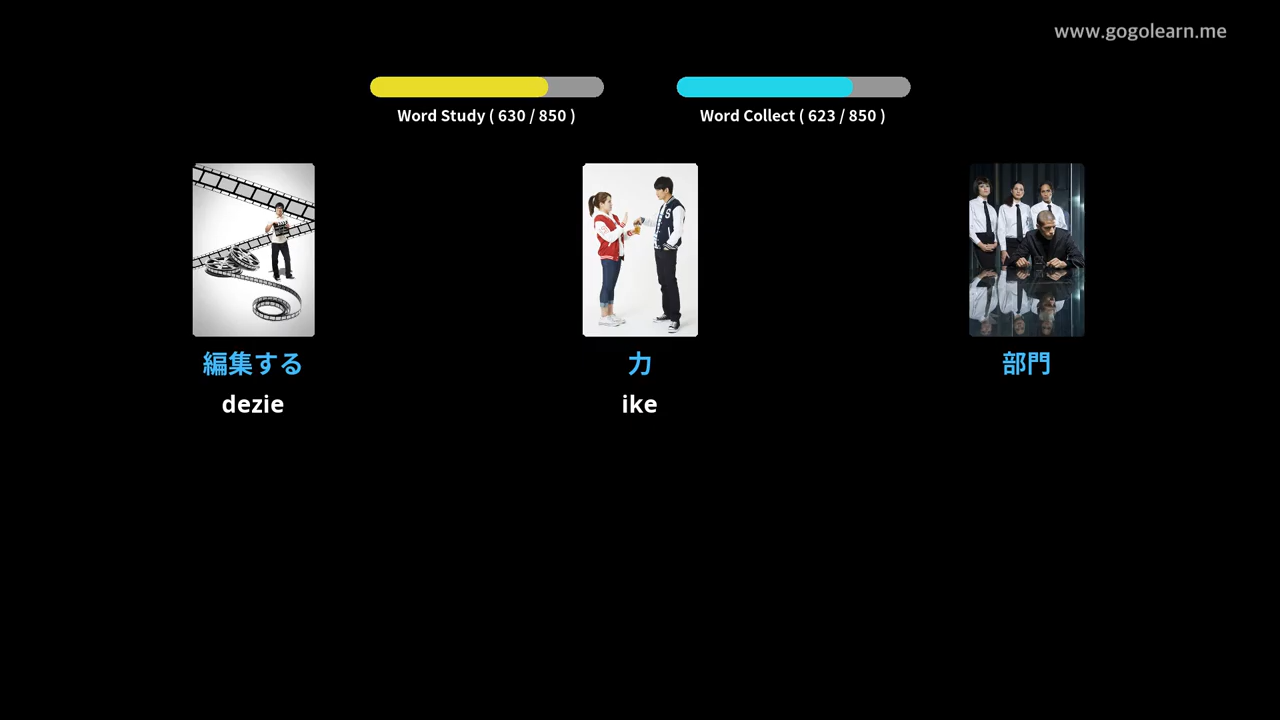 www.gogolearn.me
Word Study ( 630 / 850 )
Word Collect ( 623 / 850 )
編集する
力
部門
dezie
ike